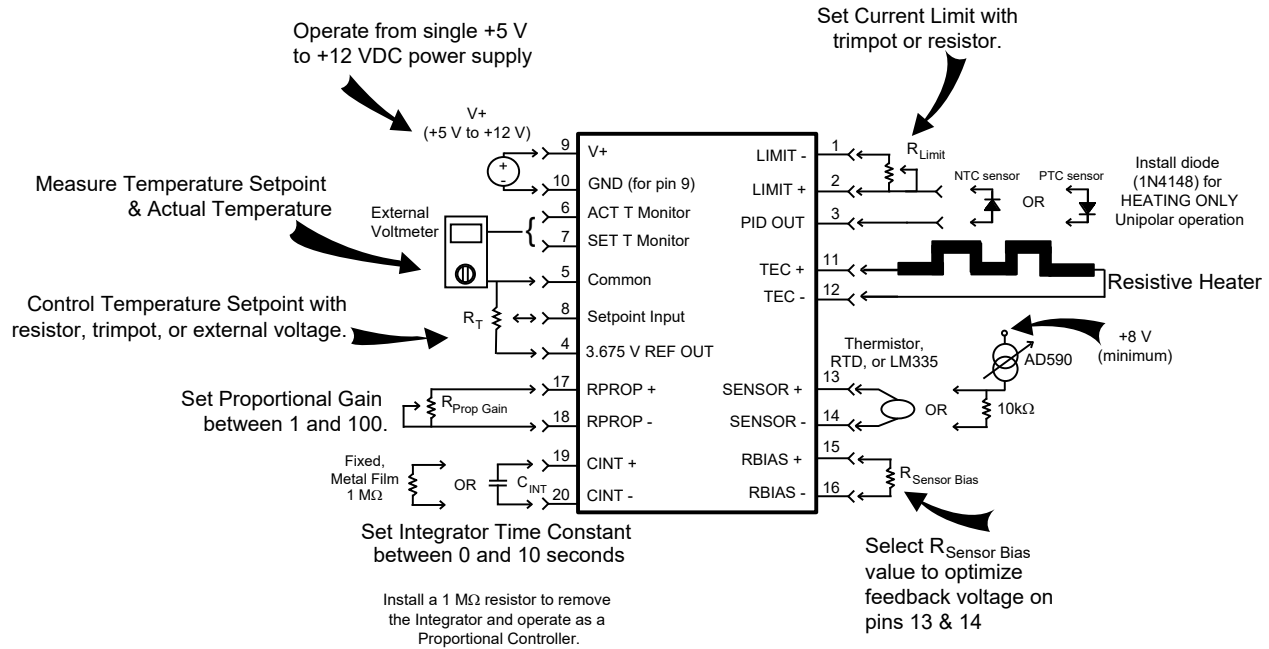 Operate from single +5 V
to +12 VDC power supply
Set Current Limit with
trimpot or resistor.
V+
(+5 V to +12 V)
Measure Temperature Setpoint
& Actual Temperature
External
Voltmeter
Control Temperature Setpoint with
resistor, trimpot, or external voltage.
RT
Set Proportional Gain
between 1 and 100.
RProp Gain
Fixed,
Metal Film
1 MΩ
OR
CINT
Set Integrator Time Constant
between 0 and 10 seconds
Install a 1 MΩ resistor to remove
the Integrator and operate as a
Proportional Controller.
9 V+
10 GND (for pin 9)
6 ACT T Monitor
7 SET T Monitor
5 Common
8 Setpoint Input
4 3.675 V REF OUT
17 RPROP +
18 RPROP -
19 CINT +
20 CINT -
LIMIT - 1
LIMIT + 2
PID OUT 3
TEC + 11
TEC - 12
SENSOR + 13
SENSOR - 14
RBIAS + 15
RBIAS - 16
RLimit
NTC sensor
OR
PTC sensor
Install diode
(1N4148) for
HEATING ONLY
Unipolar operation
Resistive Heater
Thermistor,
RTD, or LM335
OR
+8 V
(minimum)
AD590
10kΩ
RSensor Bias
Select RSensor Bias
value to optimize
feedback voltage on
pins 13 & 14
+
-